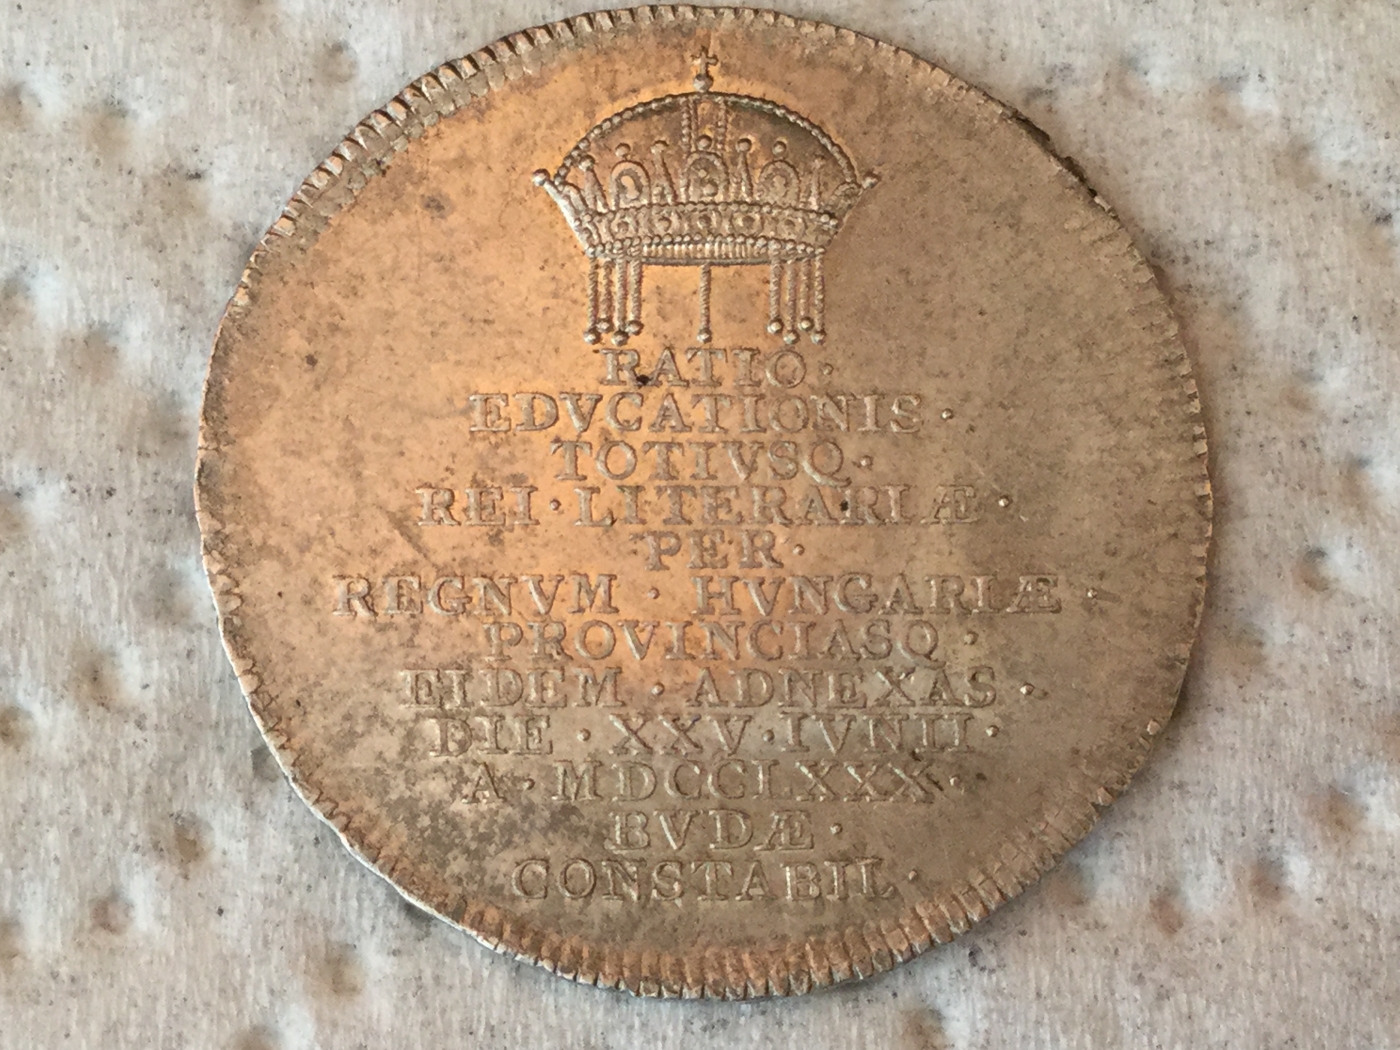 RATIO·
EDVCATIONIS·
TOTIVSQ·
REI·LITERARIÆ·
PER·
REGNVM·HVNGARIÆ·
PROVINCIASQ·
EIDEM·ADNEXAS·
DIE·XXV·IVNII·
A·MDCCLXXX·
BVDÆ·
CONSTABIL·